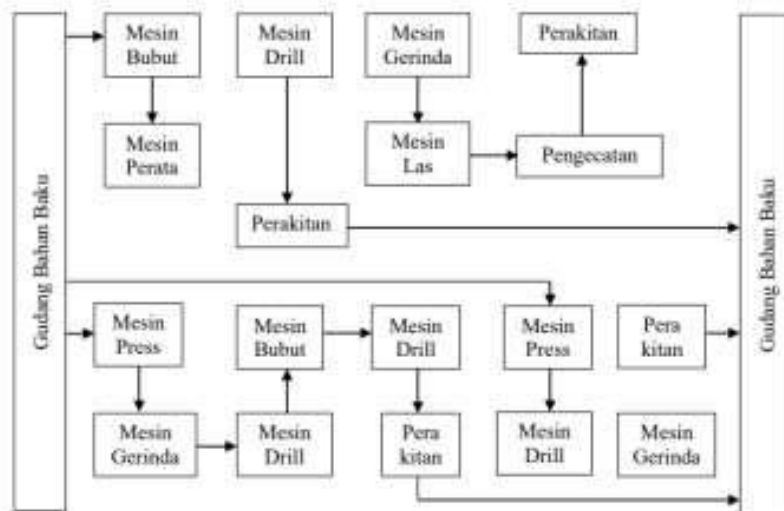 Gudang Bahan Baku
Mesin
Bubut
Mesin
Drill
Mesin
Gerinda
Perakitan
Mesin
Perata
Mesin
Las
Pengecatan
Perakitan
Mesin
Press
Mesin
Bubut
Mesin
Drill
Mesin
Press
Pera
kitan
Mesin
Gerinda
Mesin
Drill
Pera
kitan
Mesin
Drill
Mesin
Gerinda
Gudang Bahan Baku